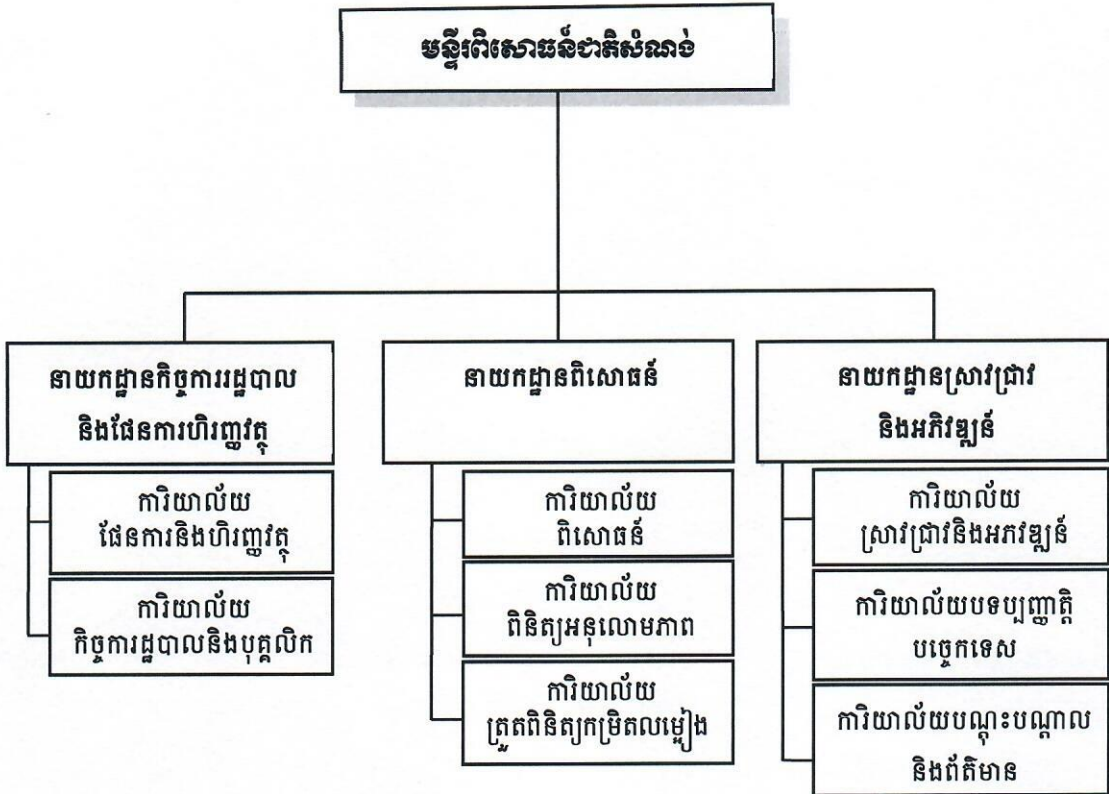 មន្ទីរពិសោធន៍ជាតិសំណង់
នាយកដ្ឋានកិច្ចការរដ្ឋបាល
និងផែនការហិរញ្ញវត្ថុ
ការិយាល័យ
ផែនការនិងហិរញ្ញវត្ថុ
ការិយាល័យ
កិច្ចការដ្ឋបាលនិងបុគ្គលិក
នាយកដ្ឋានពិសោធន៍
ការិយាល័យ
ពិសោធន៍
ការិយាល័យ
ពិនិត្យអនុលោមភាព
ការិយាល័យ
ត្រួតពិនិត្យកម្រិតលម្អៀង
នាយកដ្ឋានស្រាវជ្រាវ
និងអភិវឌ្ឍន៍
ការិយាល័យ
ស្រាវជ្រាវនិងអភវឌ្ឍន៍
ការិយាល័យបទប្បញ្ញាត្តិ
បច្ចេកទេស
ការិយាល័យបណ្តុះបណ្តាល
និងព័ត៌មាន